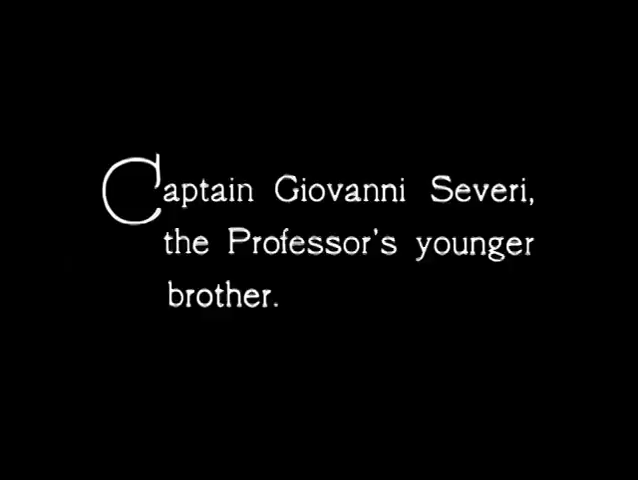 Captain Giovanni Severi,
the Professor's younger
brother.